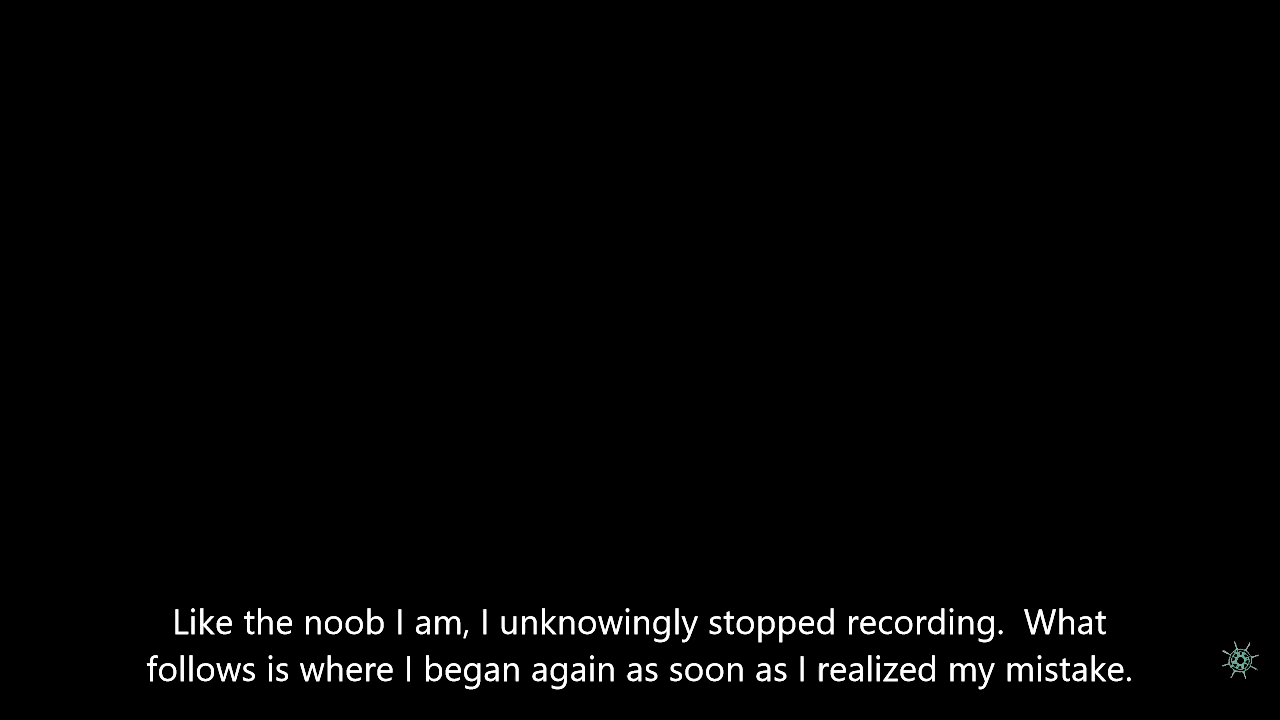 Like the noob I am, I unknowingly stopped recording.  What
follows is where I began again as soon as I realized my mistake.